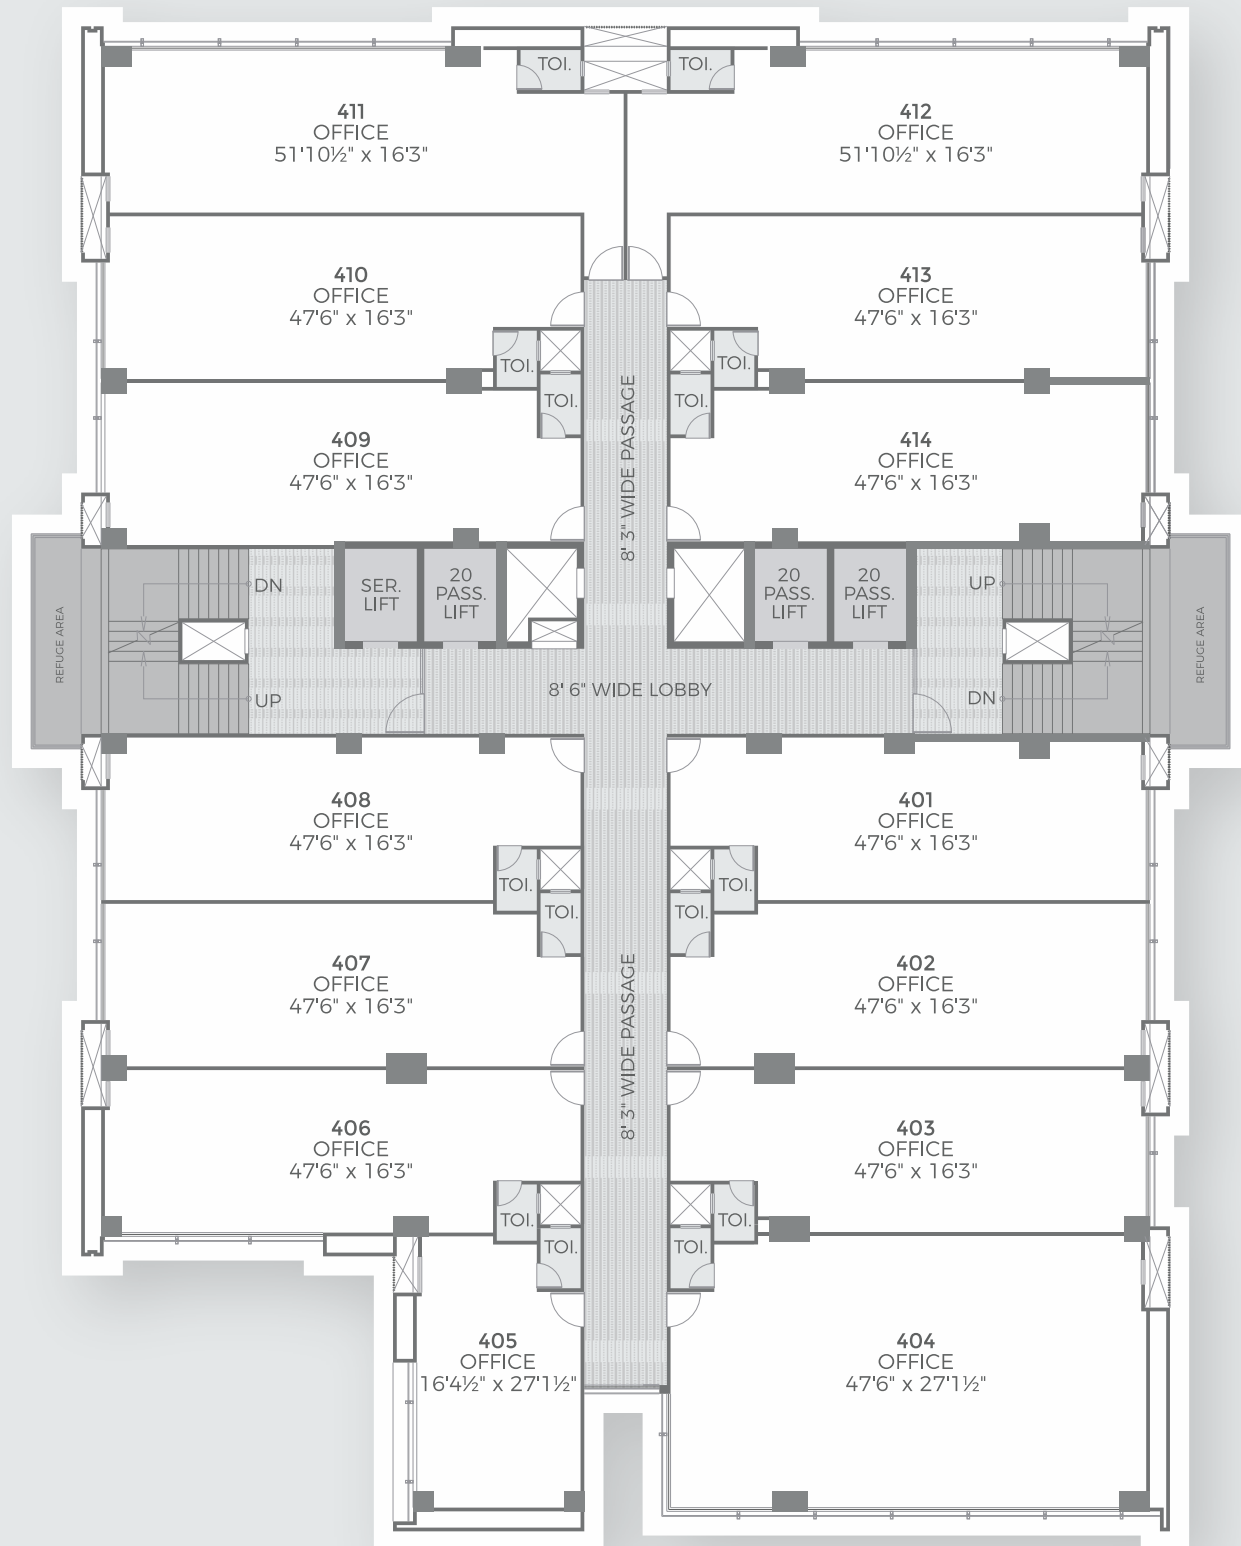 TOI.
TOI.
411
OFFICE
51'10½" x 16'3"
412
OFFICE
51'10½" x 16'3"
410
OFFICE
47'6" x 16'3"
413
OFFICE
47'6" x 16'3"
TOI.
TOI.
TOI.
TOI.
8' 3" WIDE PASSAGE
409
OFFICE
47'6" x 16'3"
414
OFFICE
47'6" x 16'3"
REFUGE AREA
DN
UP
SER.
LIFT
20
PASS.
LIFT
20
PASS.
LIFT
20
PASS.
LIFT
UP
DN
REFUGE AREA
8' 6" WIDE LOBBY
408
OFFICE
47'6" x 16'3"
401
OFFICE
47'6" x 16'3"
TOI.
TOI.
TOI.
TOI.
407
OFFICE
47'6" x 16'3"
402
OFFICE
47'6" x 16'3"
8' 3" WIDE PASSAGE
406
OFFICE
47'6" x 16'3"
403
OFFICE
47'6" x 16'3"
TOI.
TOI.
TOI.
TOI.
405
OFFICE
16'4½" x 27'1½"
404
OFFICE
47'6" x 27'1½"